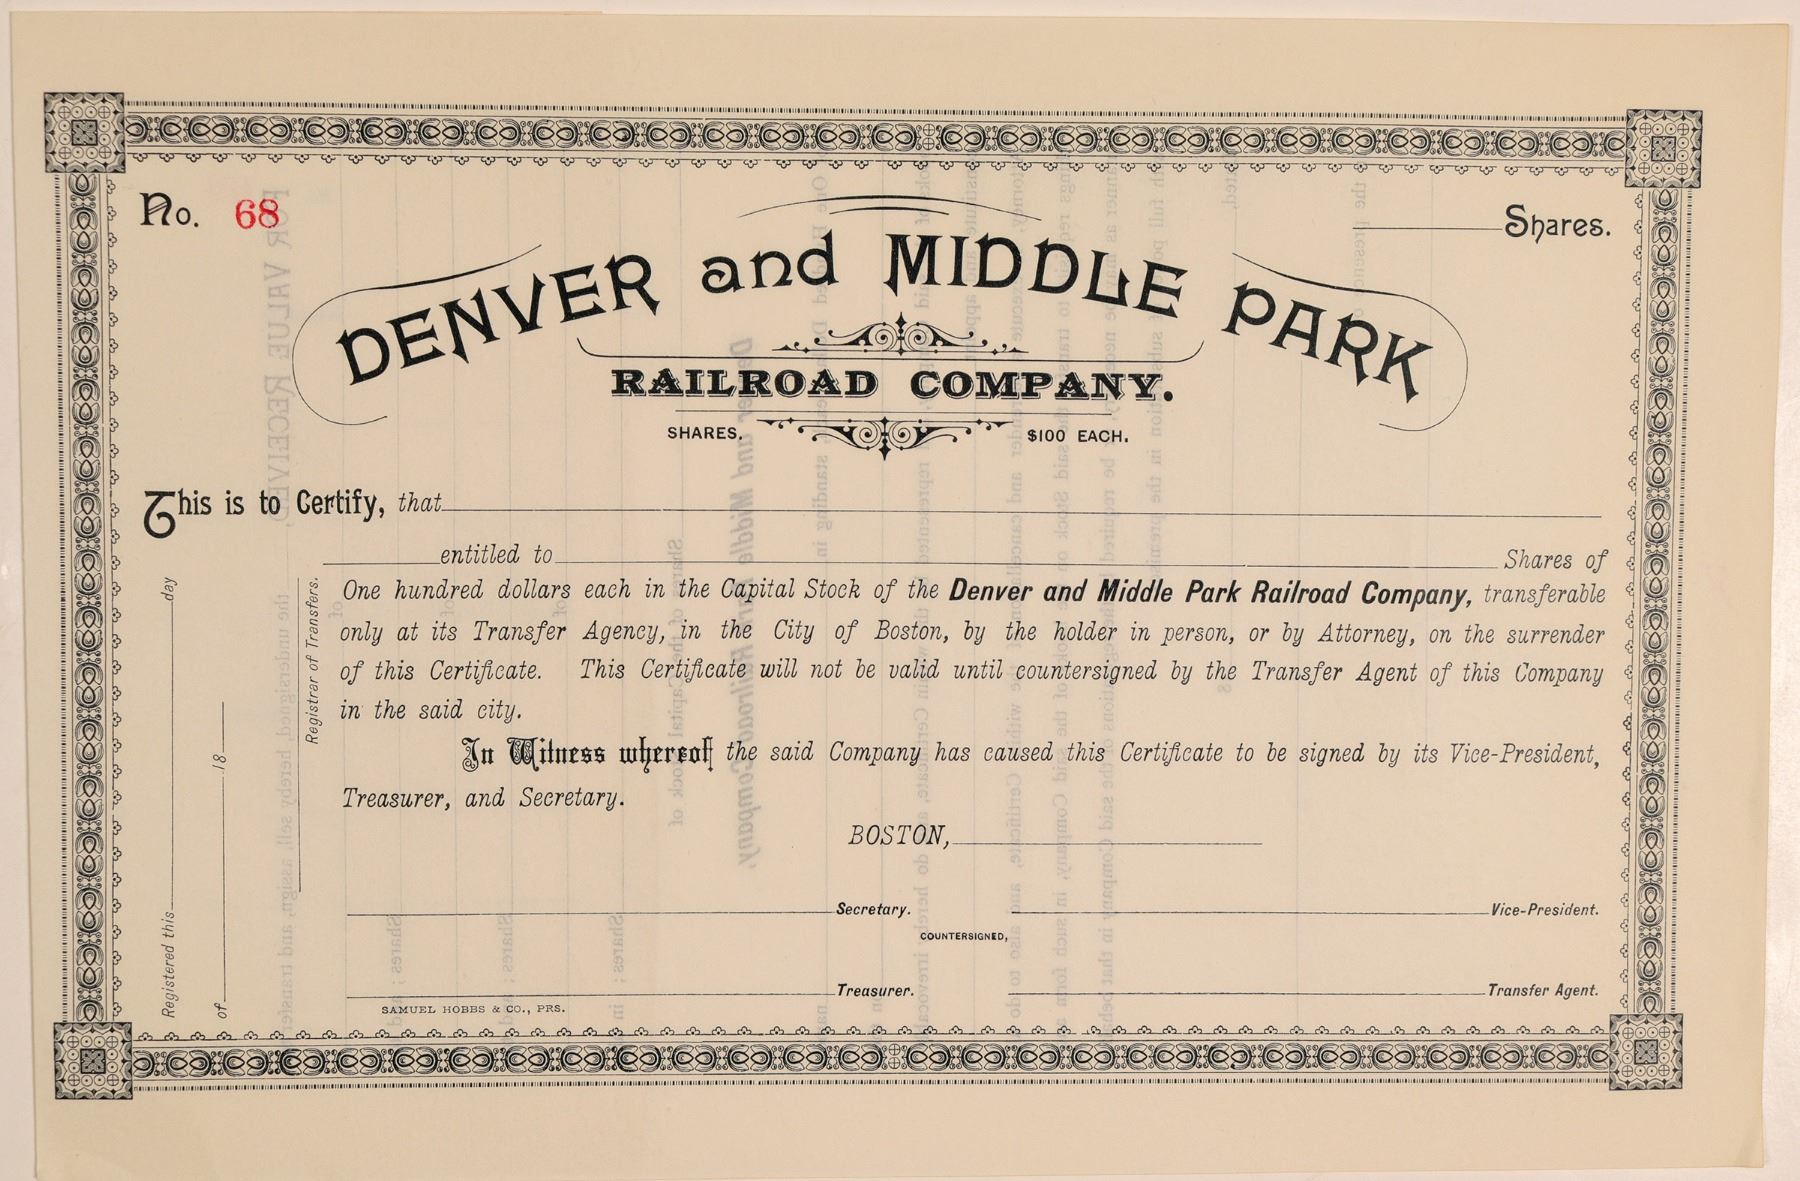 No. 68
Shares.
DENVER and MIDDLE PARK
RAILROAD COMPANY.
SHARES. $100 EACH.
This is to Certify, that
entitled to Shares of
One hundred dollars each in the Capital Stock of the Denver and Middle Park Railroad Company, transferable
only at its Transfer Agency, in the City of Boston, by the holder in person, or by Attorney, on the surrender
of this Certificate. This Certificate will not be valid until countersigned by the Transfer Agent of this Company
in the said city.
In Witness whereof the said Company has caused this Certificate to be signed by its Vice-President,
Treasurer, and Secretary.
BOSTON,
Secretary. Vice-President.
COUNTERSIGNED,
Treasurer. Transfer Agent.
SAMUEL HOBBS & CO., PRS.
Registered this day
of 18
Registrar of Transfers.